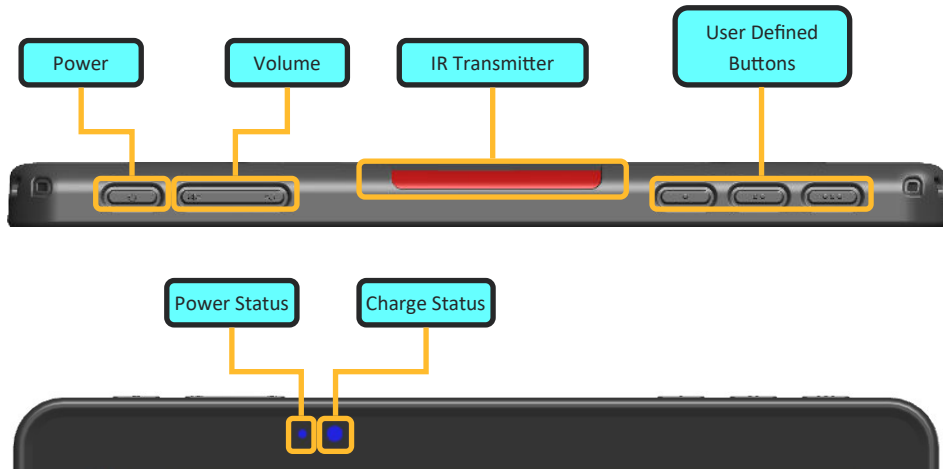 Power
Volume
IR Transmitter
User Defined
Buttons
Power Status
Charge Status